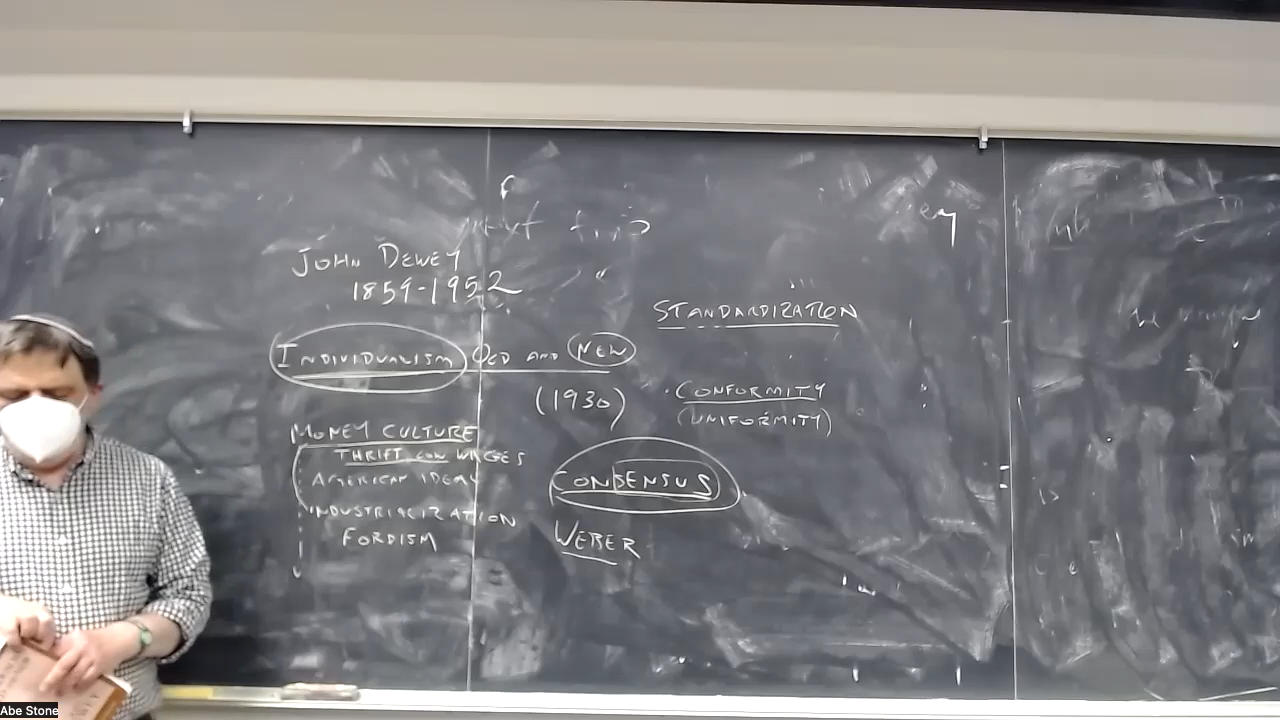 JOHN DEWEY
1859-1952
STANDARDIZATION
INDIVIDUALISM OLD AND NEW
(1930)
CONFORMITY
(UNIFORMITY)
MONEY CULTURE
THRIFT WAGES
AMERICAN IDEAL
INDUSTRIALIZATION
FORDISM
CONSENSUS
WEBER
Abe Stone